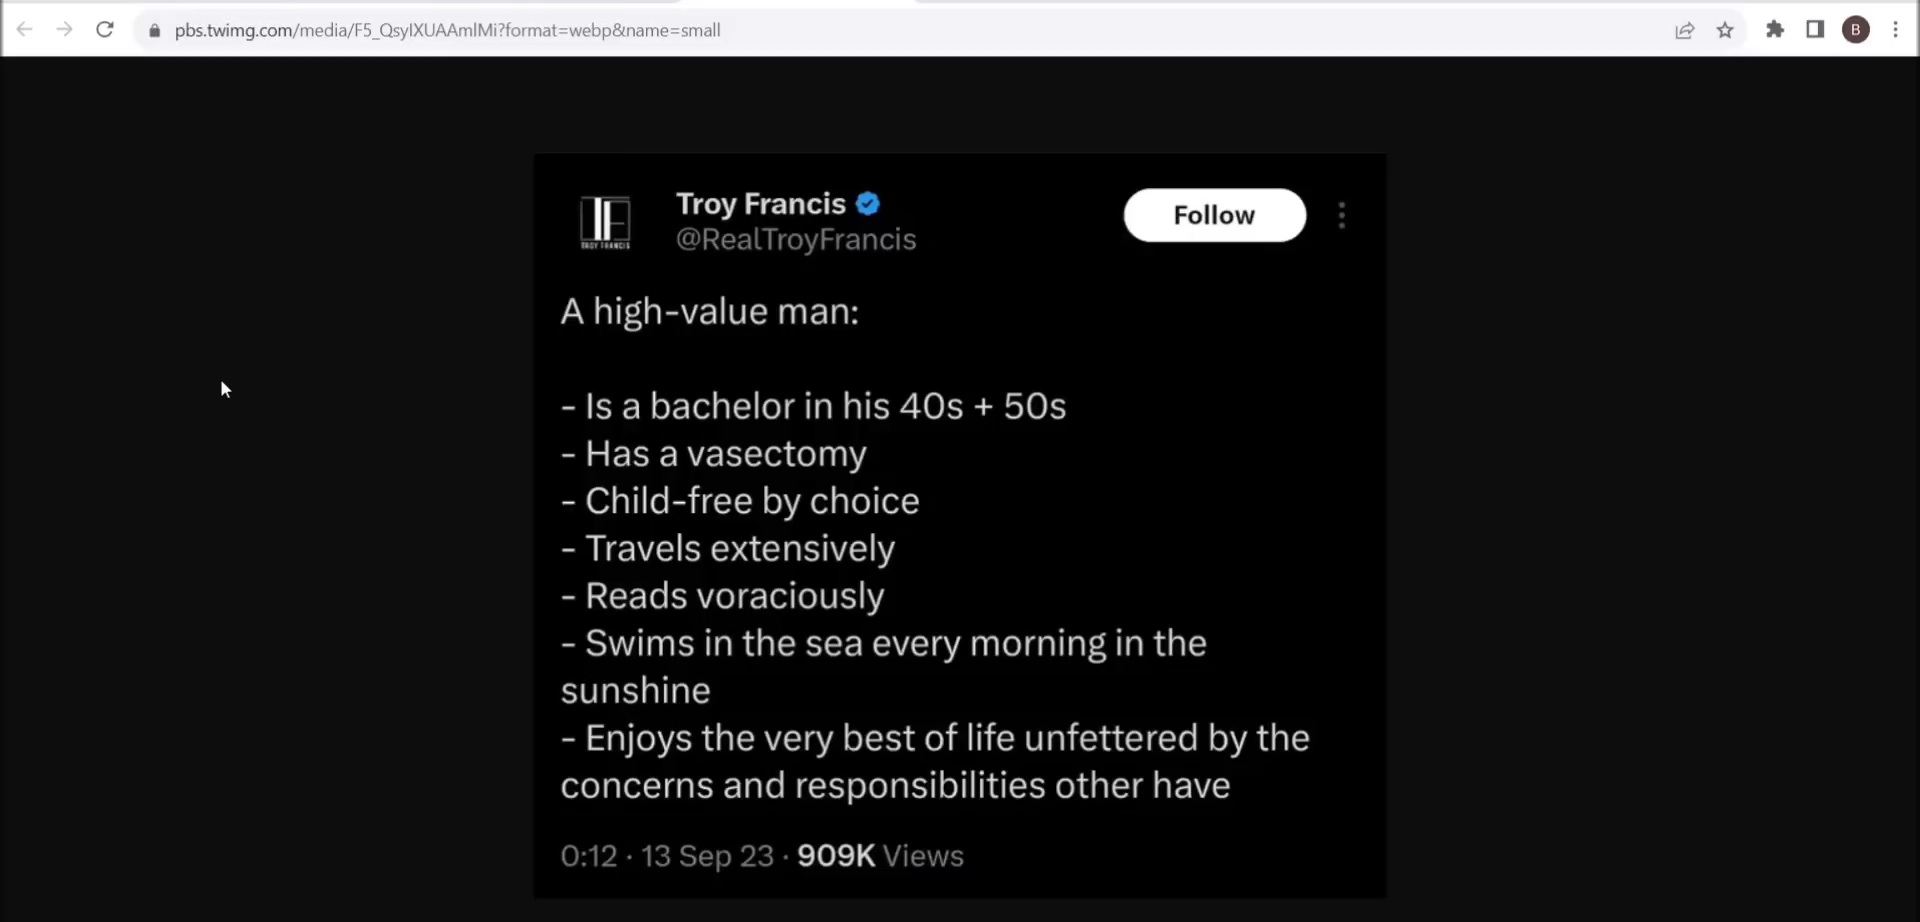 pbs.twimg.com/media/F5_QsyIXUAAmlMi?format=webp&name=small
B
TROY FRANCIS
Troy Francis
@RealTroyFrancis
Follow
A high-value man:
- Is a bachelor in his 40s + 50s
- Has a vasectomy
- Child-free by choice
- Travels extensively
- Reads voraciously
- Swims in the sea every morning in the
sunshine
- Enjoys the very best of life unfettered by the
concerns and responsibilities other have
0:12 · 13 Sep 23 · 909K Views